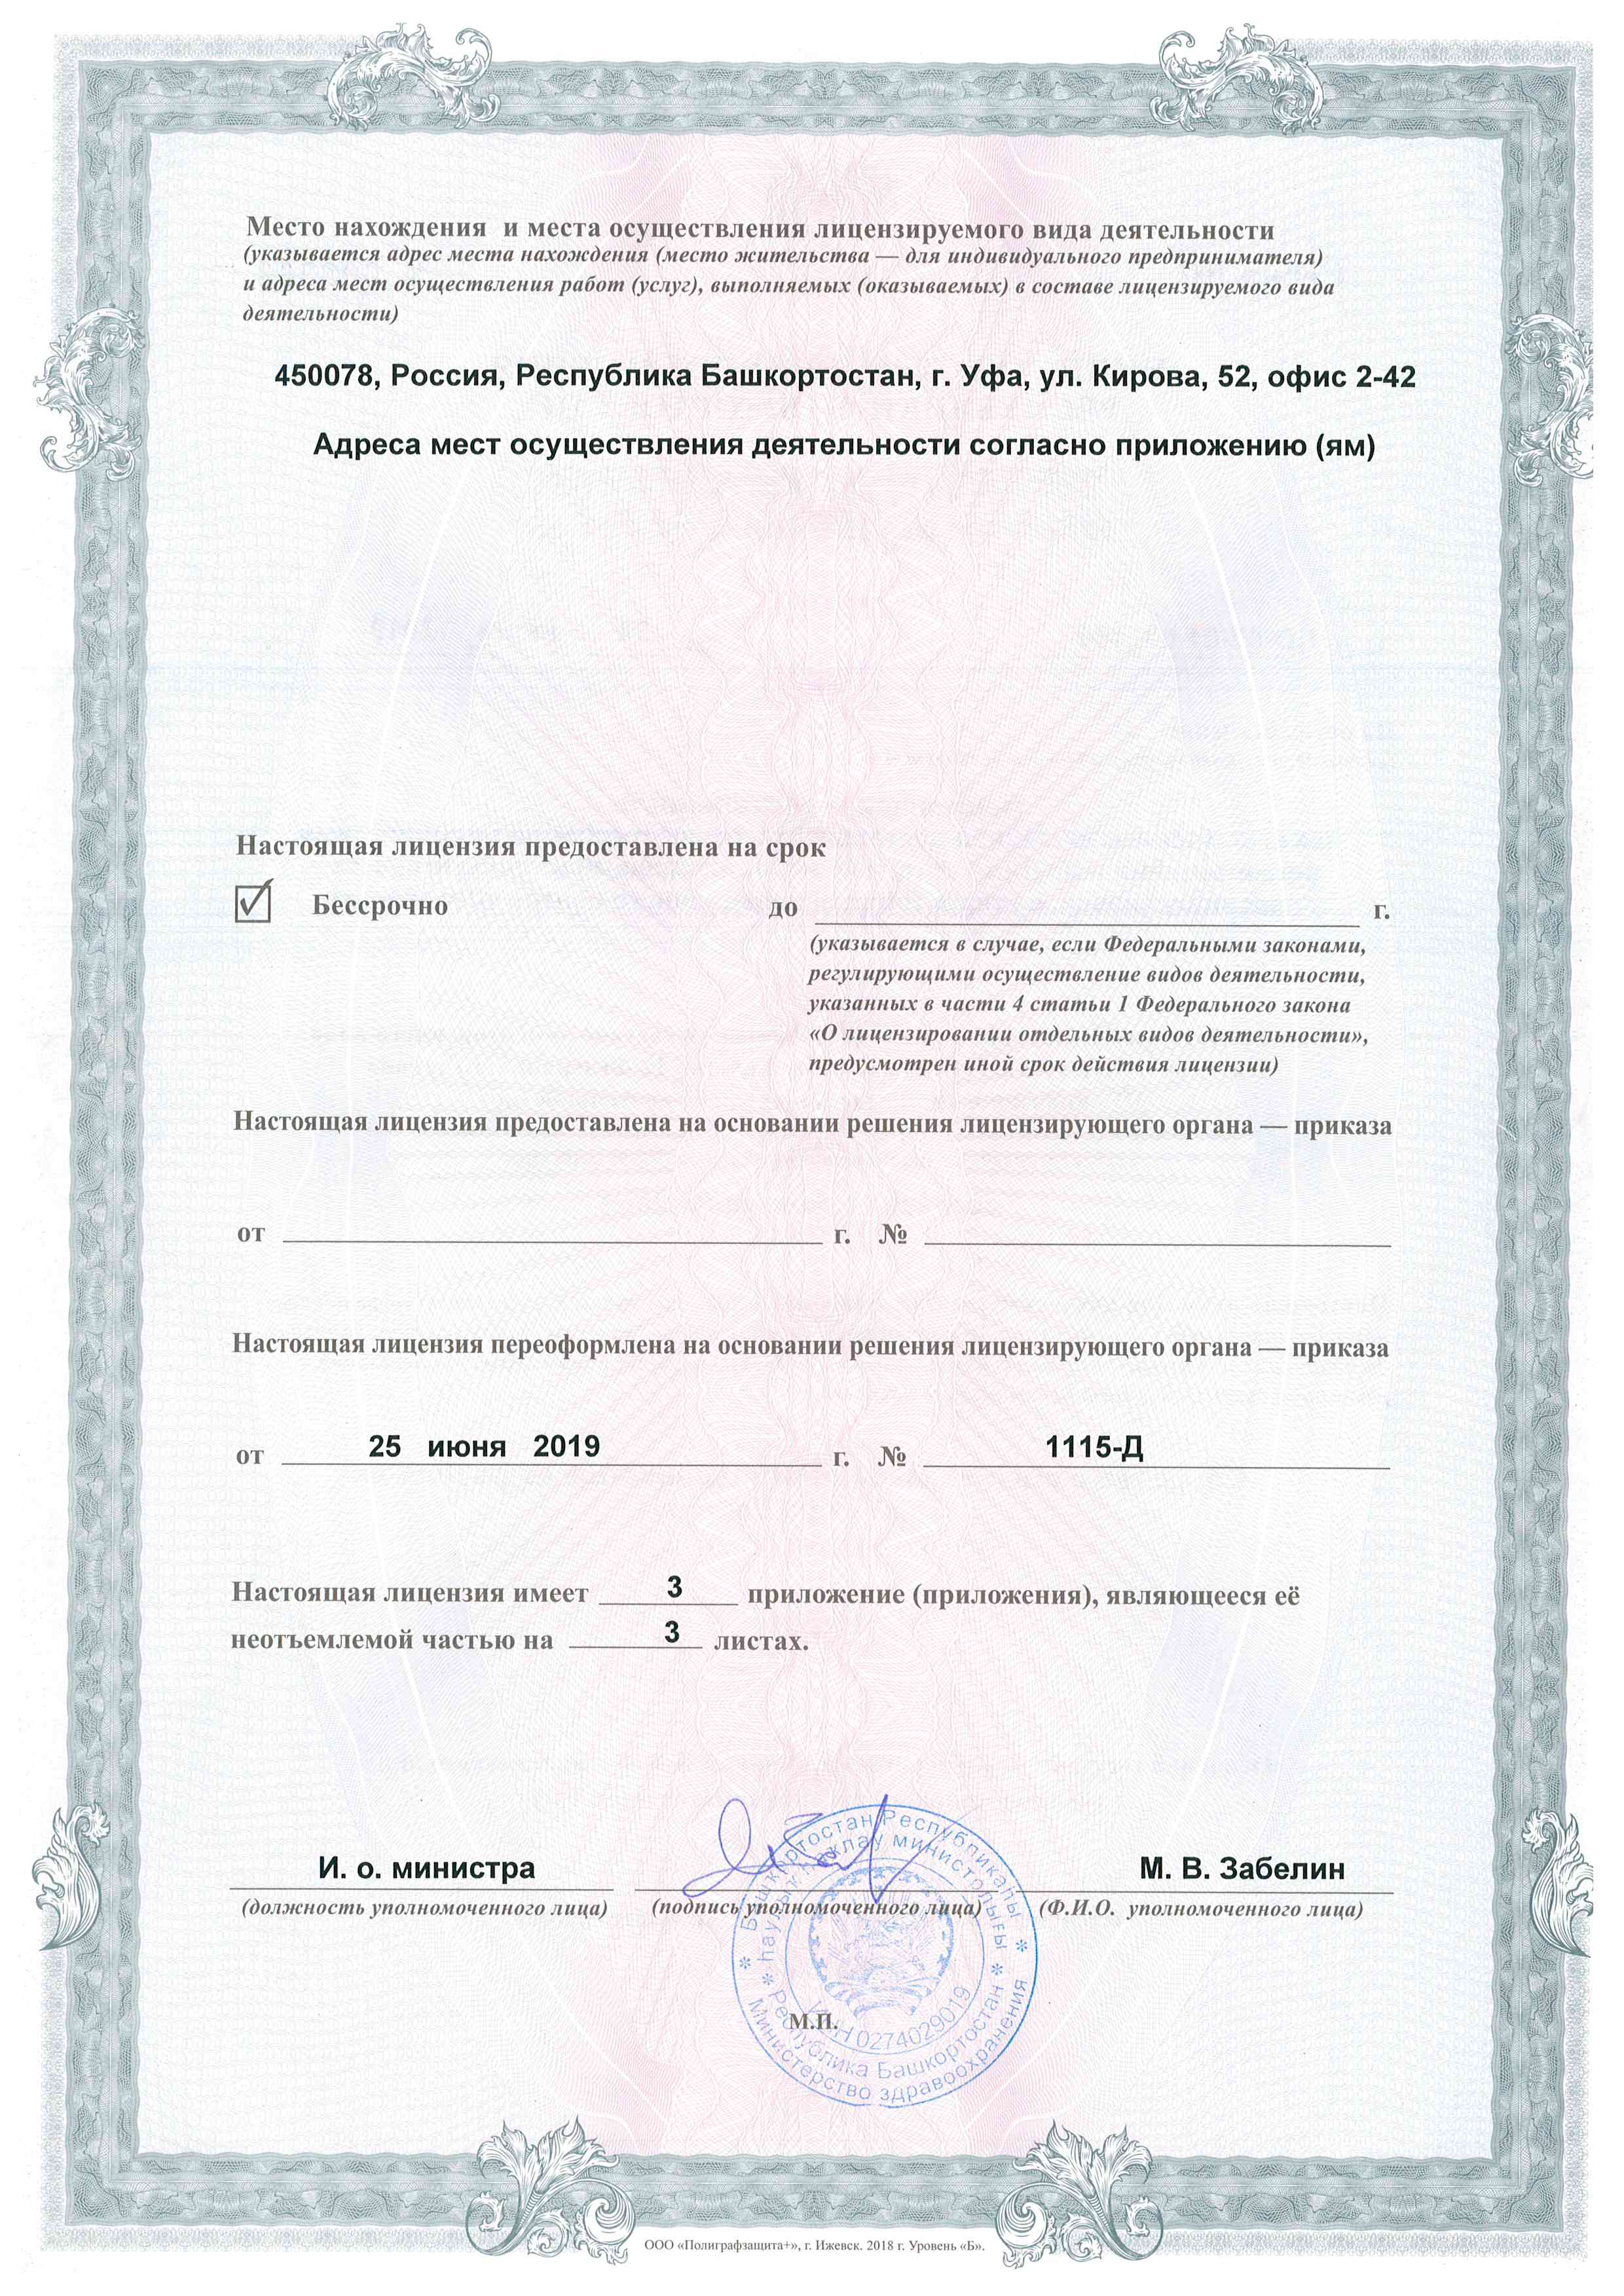 Место нахождения и места осуществления лицензируемого вида деятельности
(указывается адрес места нахождения (место жительства — для индивидуального предпринимателя)
и адреса мест осуществления работ (услуг), выполняемых (оказываемых) в составе лицензируемого вида
деятельности)
450078, Россия, Республика Башкортостан, г. Уфа, ул. Кирова, 52, офис 2-42
Адреса мест осуществления деятельности согласно приложению (ям)
Настоящая лицензия предоставлена на срок
Бессрочно до г.
(указывается в случае, если Федеральными законами,
регулирующими осуществление видов деятельности,
указанных в части 4 статьи 1 Федерального закона
«О лицензировании отдельных видов деятельности»,
предусмотрен иной срок действия лицензии)
Настоящая лицензия предоставлена на основании решения лицензирующего органа — приказа
от г. №
Настоящая лицензия переоформлена на основании решения лицензирующего органа — приказа
от 25 июня 2019 г. № 1115-Д
Настоящая лицензия имеет 3 приложение (приложения), являющееся её
неотъемлемой частью на 3 листах.
И. о. министра М. В. Забелин
(должность уполномоченного лица) (подпись уполномоченного лица) (Ф.И.О. уполномоченного лица)
Башкортостан Республикаһы
һаулыҡ һаҡлау министрлығы
М.П.
ИНН 0274029019
Республика Башкортостан
Министерство здравоохранения
ООО «Полиграфзащита+», г. Ижевск. 2018 г. Уровень «Б».